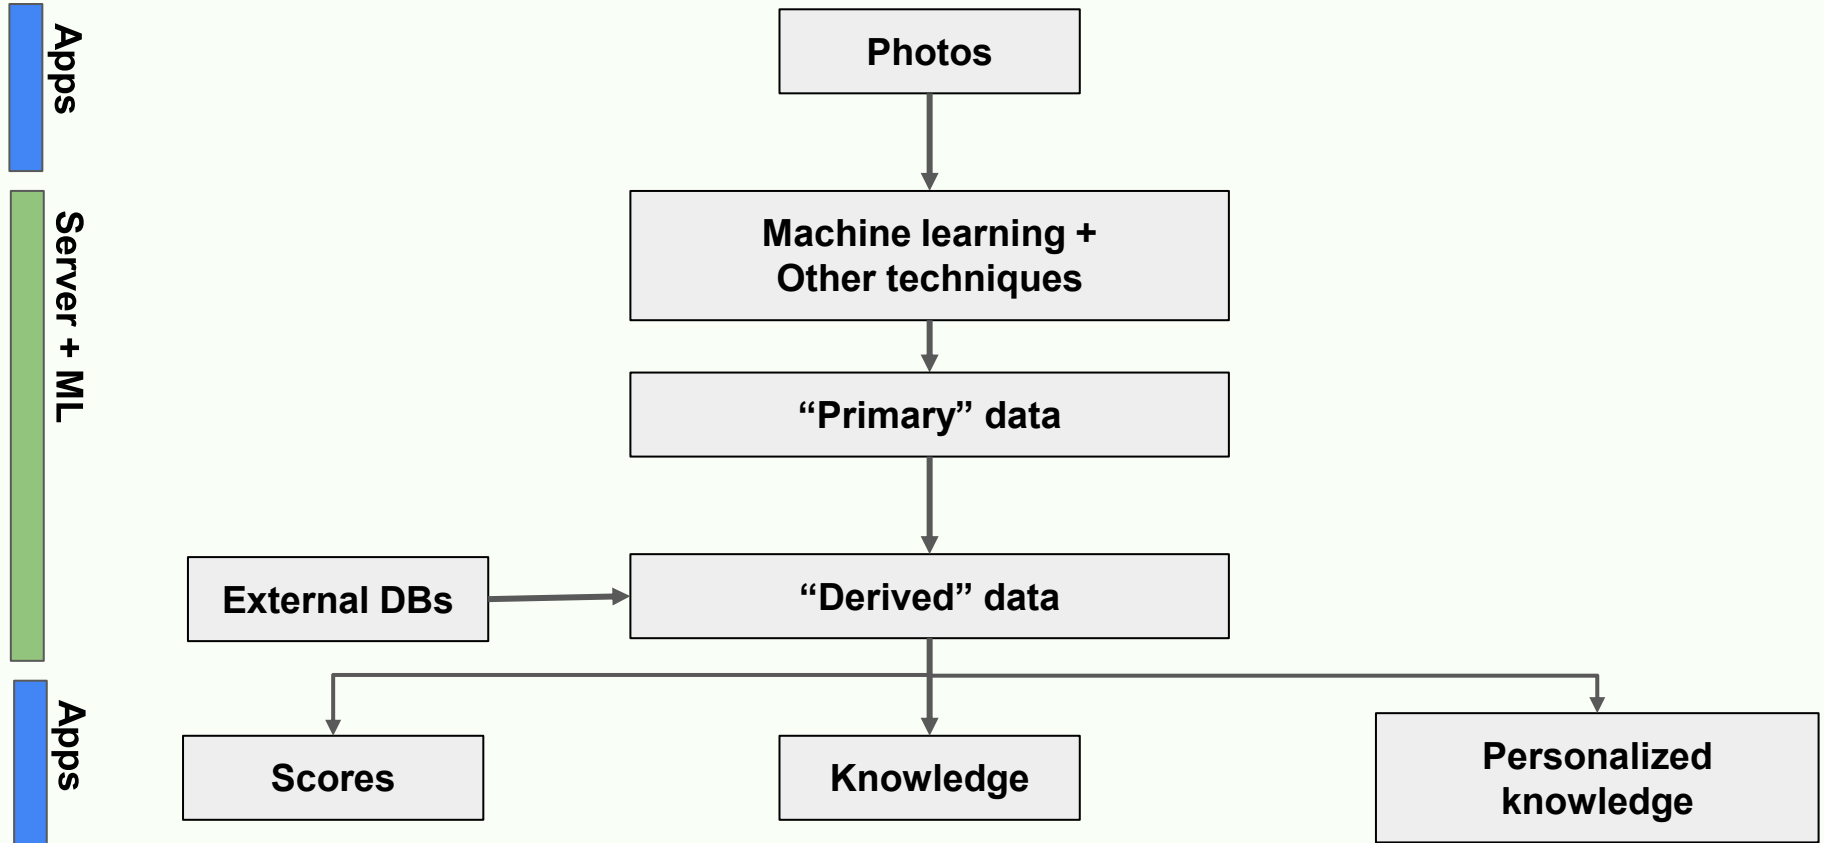 Apps
Photos
Server + ML
Machine learning +
Other techniques
“Primary” data
External DBs
“Derived” data
Apps
Scores
Knowledge
Personalized
knowledge